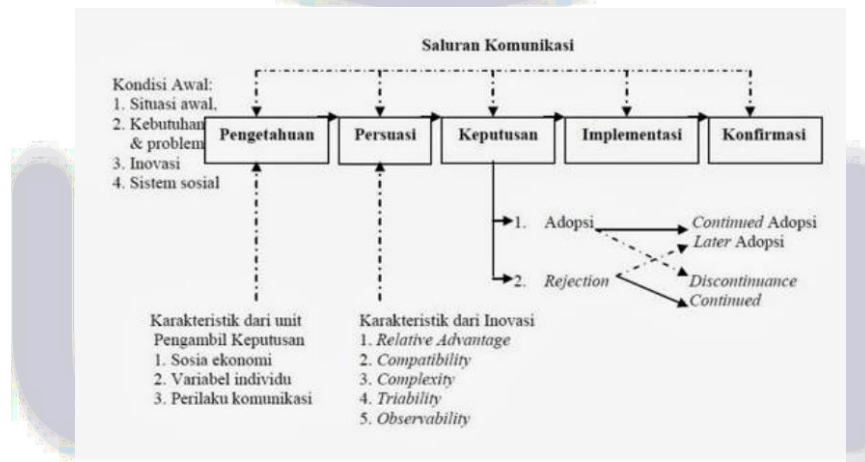 Saluran Komunikasi
Kondisi Awal:
1. Situasi awal,
2. Kebutuhan
& problem
3. Inovasi
4. Sistem sosial
Pengetahuan
Persuasi
Keputusan
Implementasi
Konfirmasi
1. Adopsi
2. Rejection
Continued Adopsi
Later Adopsi
Discontinuance
Continued
Karakteristik dari unit
Pengambil Keputusan
1. Sosia ekonomi
2. Variabel individu
3. Perilaku komunikasi
Karakteristik dari Inovasi
1. Relative Advantage
2. Compatibility
3. Complexity
4. Triability
5. Observability